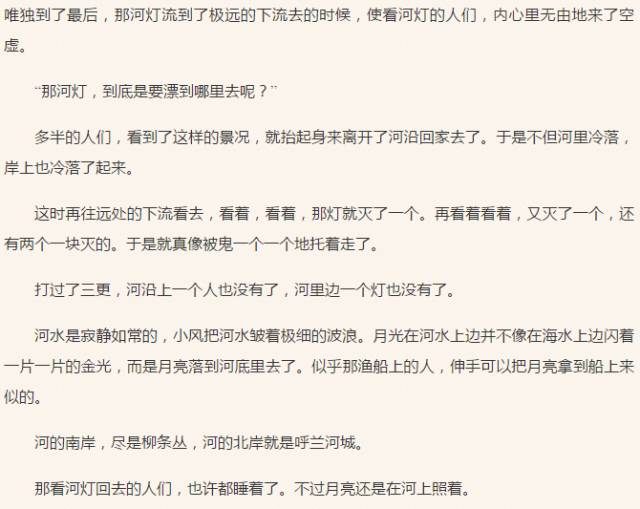 唯独到了最后，那河灯流到了极远的下流去的时候，使看河灯的人们，内心里无由地来了空
虚。
“那河灯，到底是要漂到哪里去呢？”
多半的人们，看到了这样的景况，就抬起身来离开了河沿回家去了。于是不但河里冷落，
岸上也冷落了起来。
这时再往远处的下流看去，看着，看着，那灯就灭了一个。再看着看着，又灭了一个，还
有两个一块灭的。于是就真像被鬼一个一个地托着走了。
打过了三更，河沿上一个人也没有了，河里边一个灯也没有了。
河水是寂静如常的，小风把河水皱着极细的波浪。月光在河水上边并不像在海水上边闪着
一片一片的金光，而是月亮落到河底里去了。似乎那渔船上的人，伸手可以把月亮拿到船上来
似的。
河的南岸，尽是柳条丛，河的北岸就是呼兰河城。
那看河灯回去的人们，也许都睡着了。不过月亮还是在河上照着。